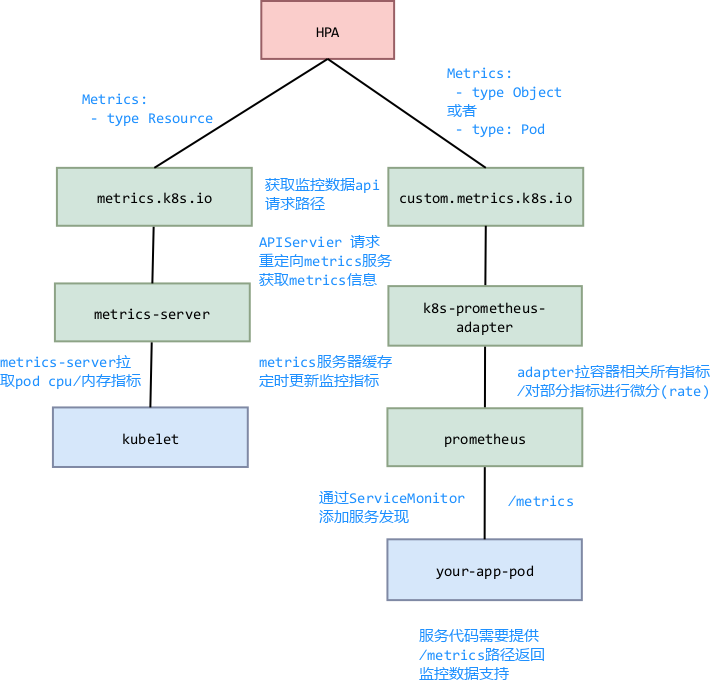 HPA
Metrics:
- type Resource
Metrics:
- type Object
或者
- type: Pod
metrics.k8s.io
获取监控数据api
请求路径
custom.metrics.k8s.io
APIServier 请求
重定向metrics服务
获取metrics信息
metrics-server
k8s-prometheus-
adapter
metrics-server拉
取pod cpu/内存指标
metrics服务器缓存
定时更新监控指标
adapter拉容器相关所有指标
/对部分指标进行微分(rate)
kubelet
prometheus
通过ServiceMonitor
添加服务发现
/metrics
your-app-pod
服务代码需要提供
/metrics路径返回
监控数据支持